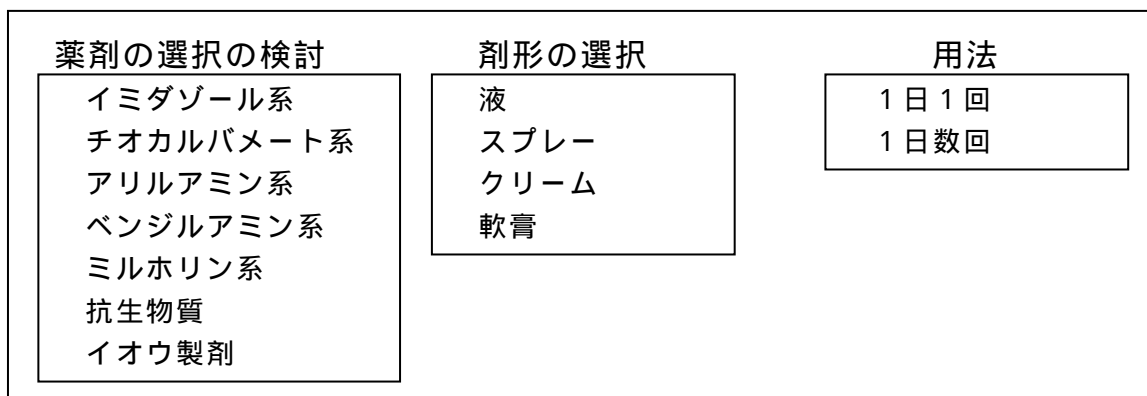 薬剤の選択の検討
イミダゾール系
チオカルバメート系
アリルアミン系
ベンジルアミン系
ミルホリン系
抗生物質
イオウ製剤
剤形の選択
液
スプレー
クリーム
軟膏
用法
1日1回
1日数回